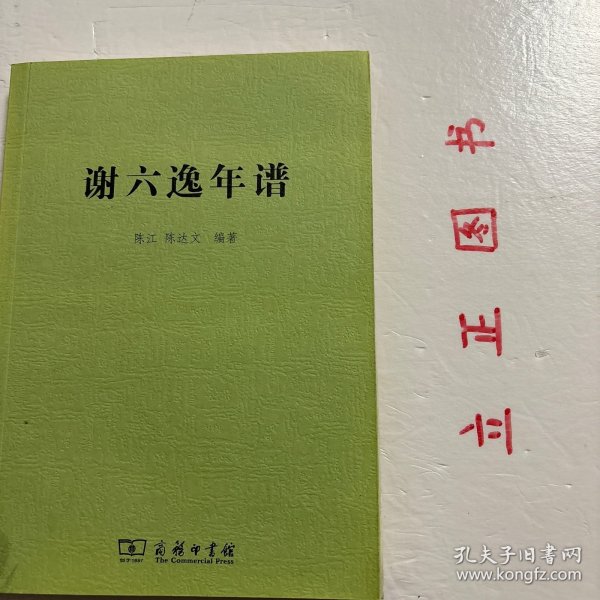 谢六逸年谱
陈江 陈达文 编著
商务印书馆
The Commercial Press
书
图
正
立
孔夫子旧书网
www.kongfz.com